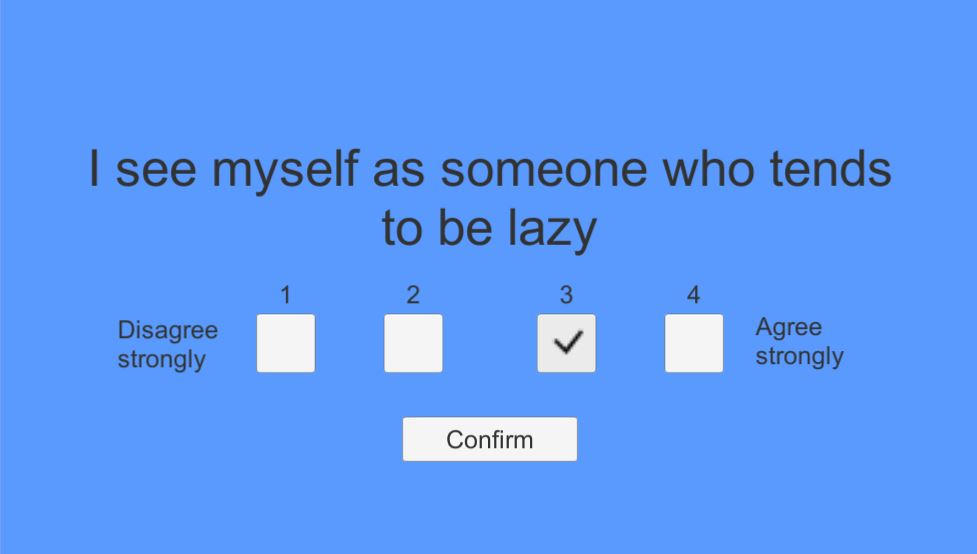 I see myself as someone who tends
to be lazy
1 2 3 4
Disagree
strongly
Agree
strongly
Confirm